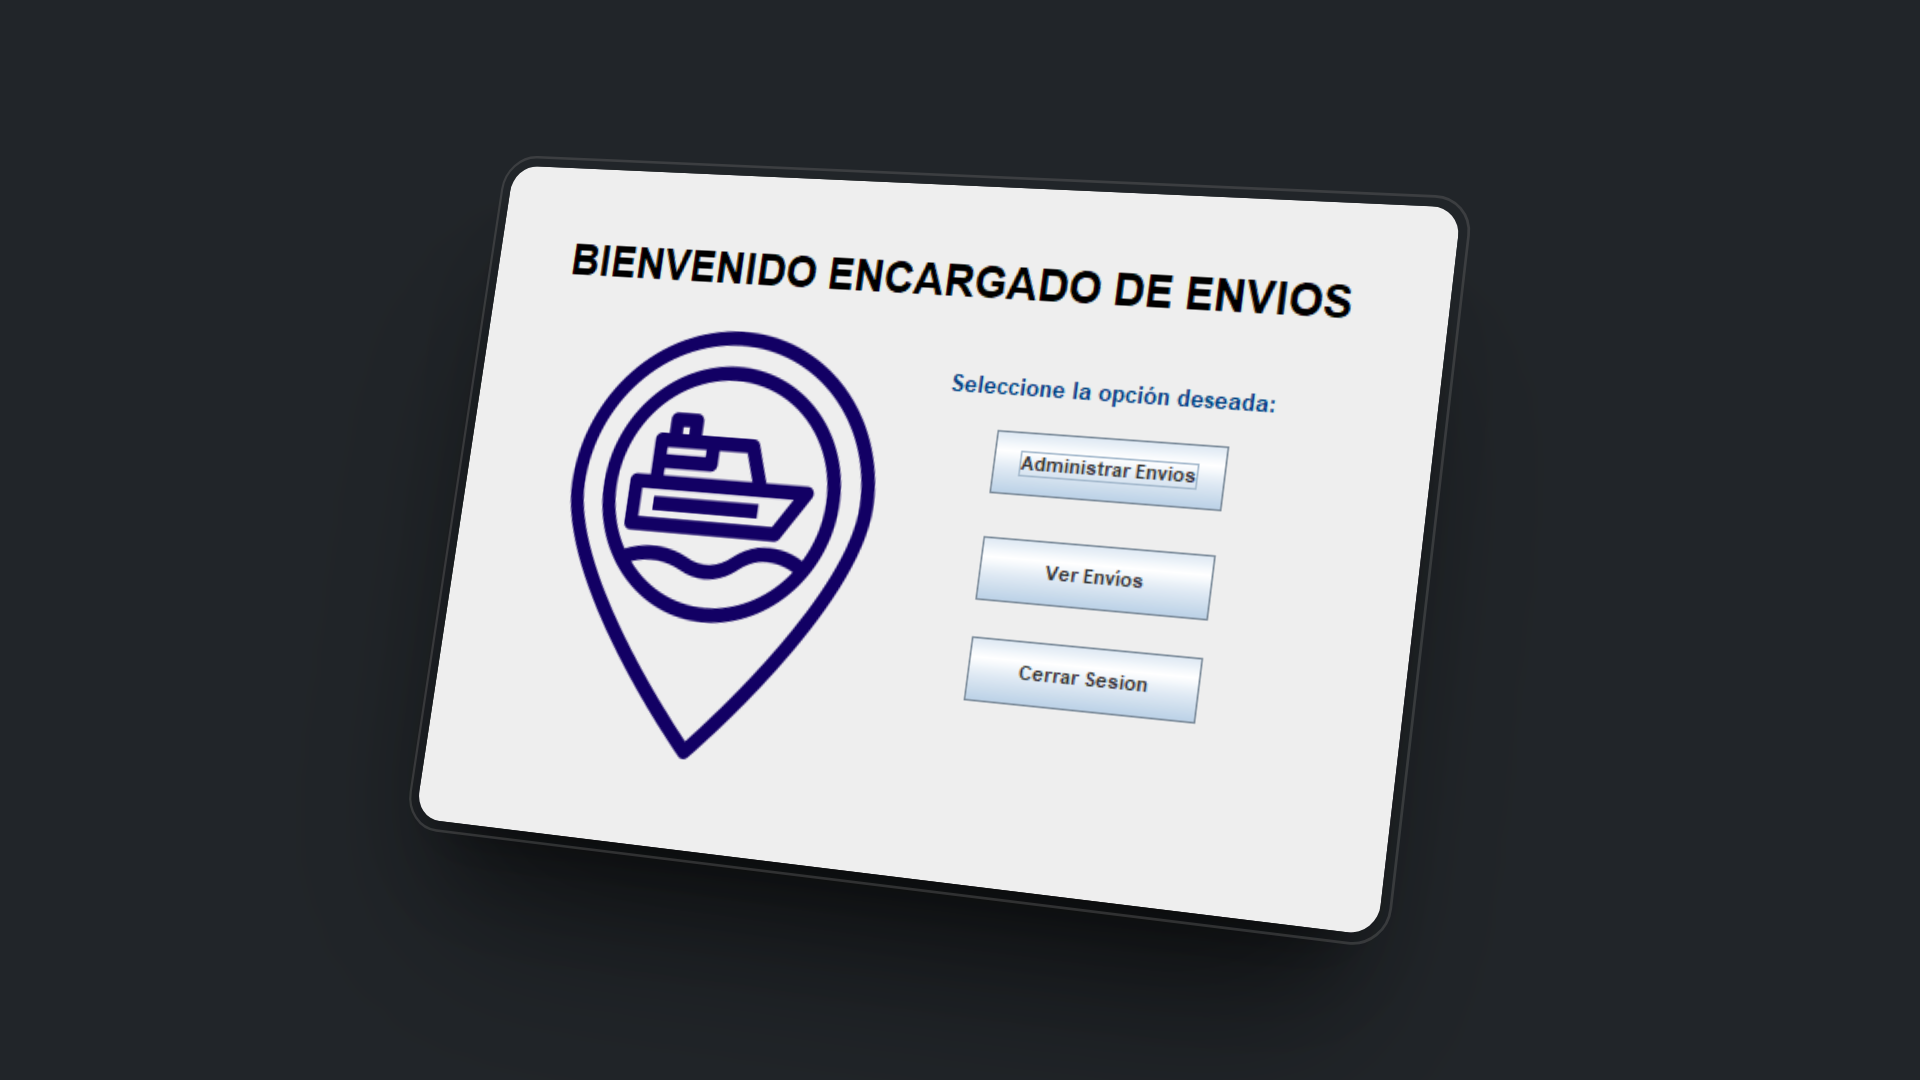 BIENVENIDO ENCARGADO DE ENVIOS
Seleccione la opción deseada:
Administrar Envios
Ver Envíos
Cerrar Sesion